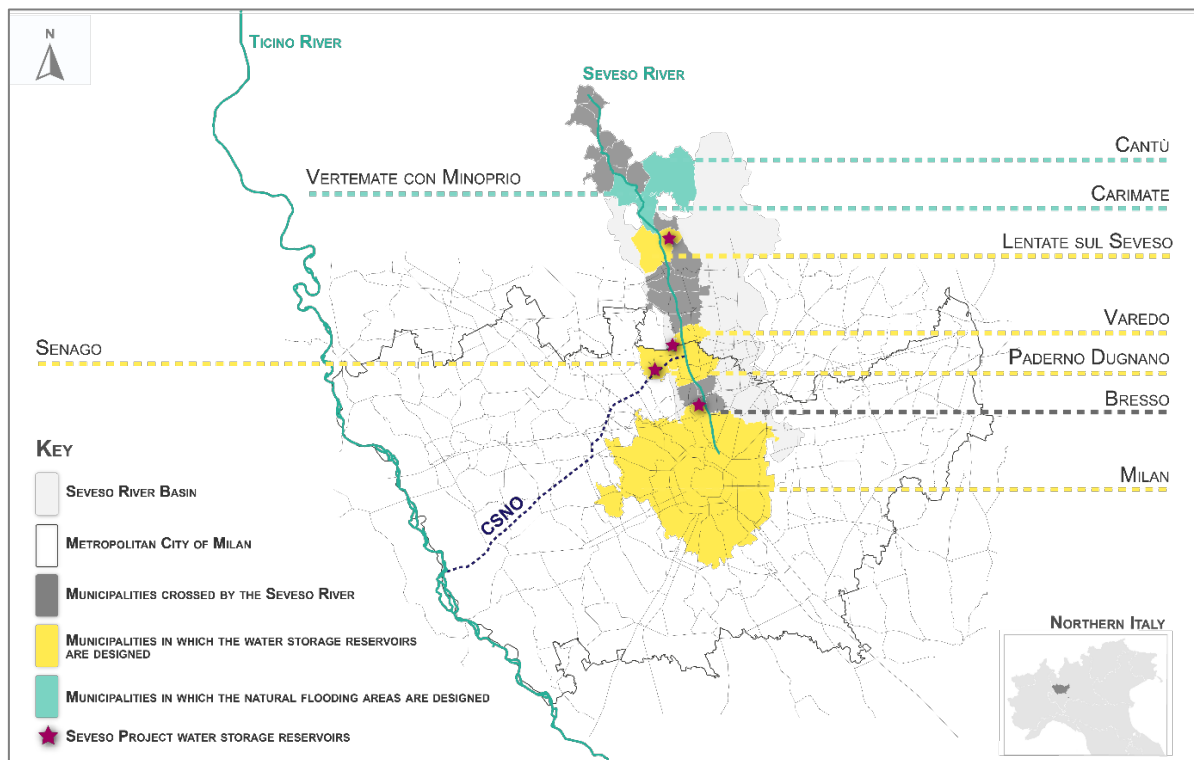 N
Ticino River
Seveso River
Cantù
Vertemate con Minoprio
Carimate
Lentate sul Seveso
Varedo
Senago
Paderno Dugnano
Bresso
Key
Milan
Seveso River Basin
CSNO
Metropolitan City of Milan
Municipalities crossed by the Seveso River
Northern Italy
Municipalities in which the water storage reservoirs
are designed
Municipalities in which the natural flooding areas are designed
Seveso Project water storage reservoirs